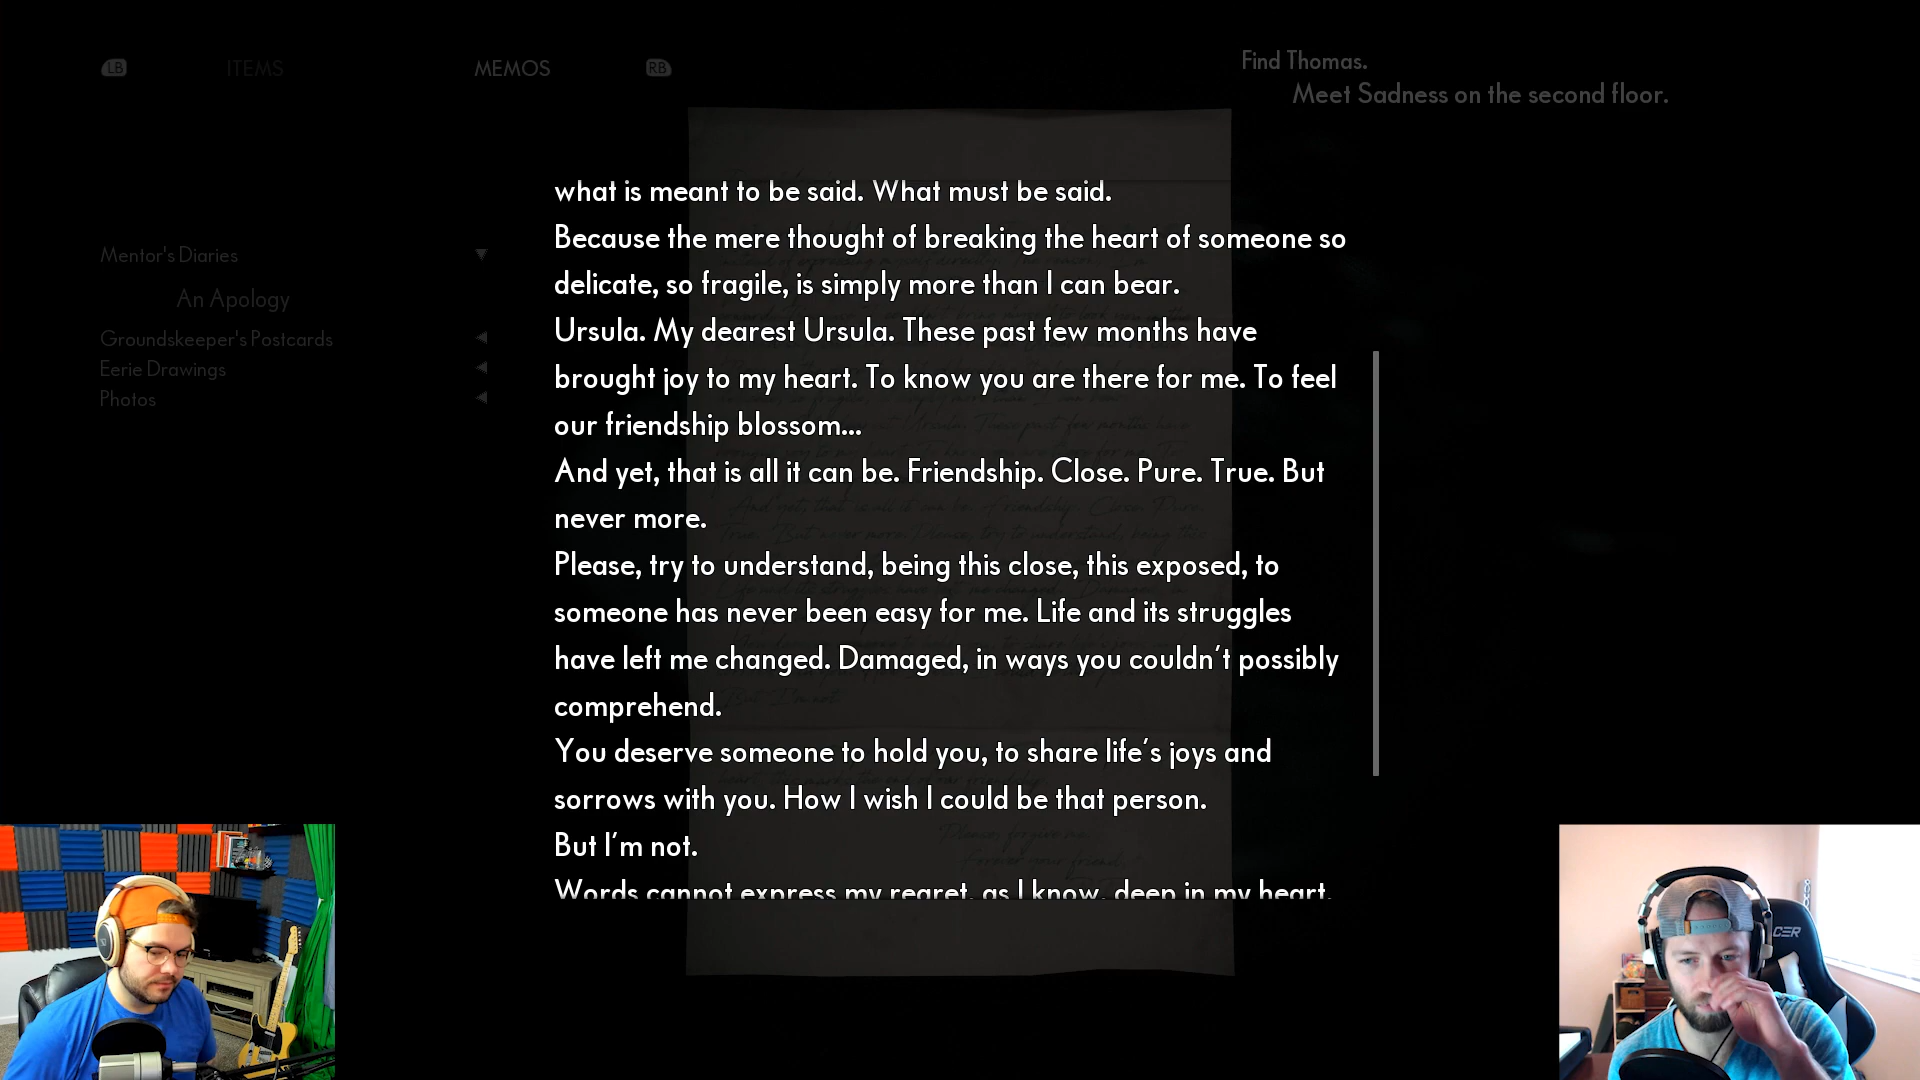 LB ITEMS MEMOS RB
Find Thomas.
Meet Sadness on the second floor.
Mentor's Diaries
An Apology
Groundskeeper's Postcards
Eerie Drawings
Photos
what is meant to be said. What must be said.
Because the mere thought of breaking the heart of someone so
delicate, so fragile, is simply more than I can bear.
Ursula. My dearest Ursula. These past few months have
brought joy to my heart. To know you are there for me. To feel
our friendship blossom...
And yet, that is all it can be. Friendship. Close. Pure. True. But
never more.
Please, try to understand, being this close, this exposed, to
someone has never been easy for me. Life and its struggles
have left me changed. Damaged, in ways you couldn't possibly
comprehend.
You deserve someone to hold you, to share life's joys and
sorrows with you. How I wish I could be that person.
But I'm not.
Words cannot express my regret, as I know, deep in my heart,
CER